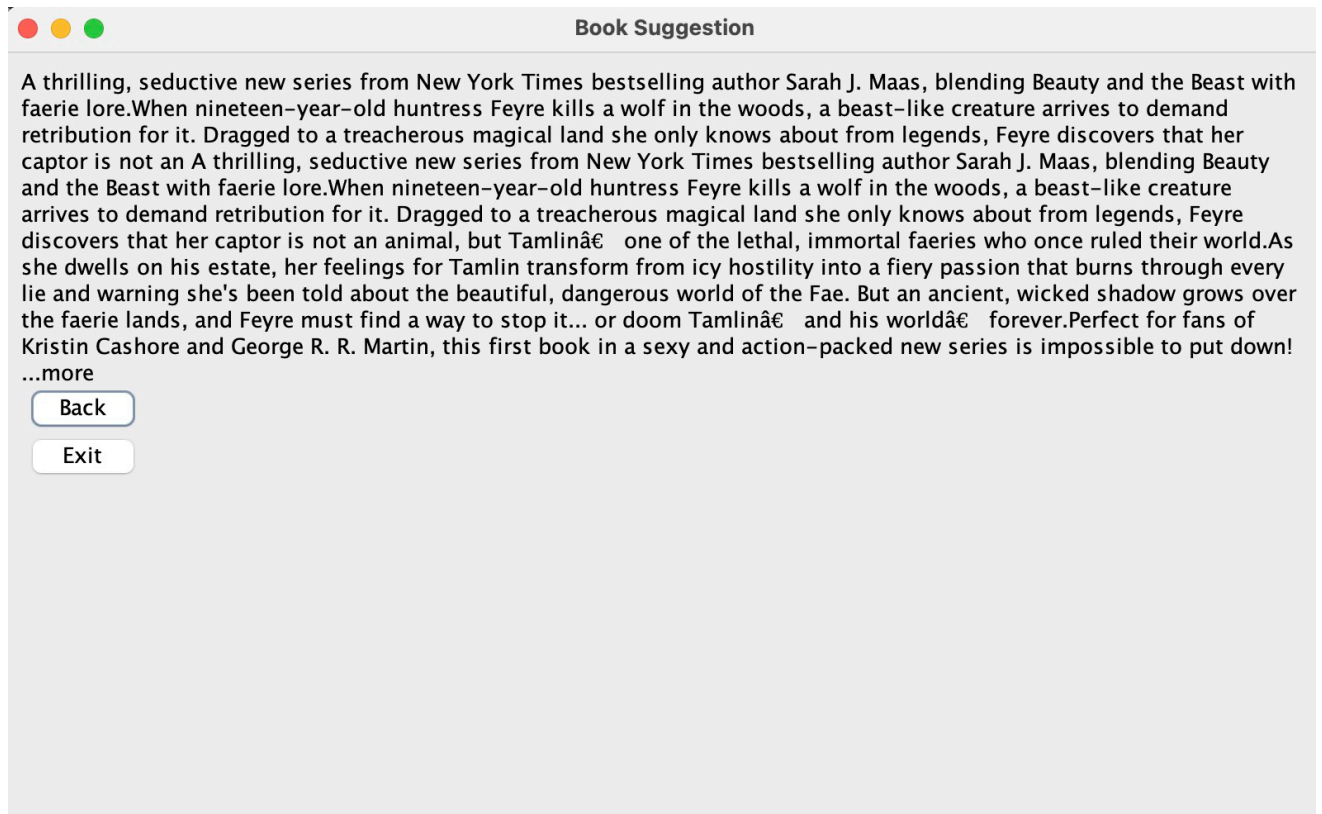 Book Suggestion
A thrilling, seductive new series from New York Times bestselling author Sarah J. Maas, blending Beauty and the Beast with
faerie lore.When nineteen-year-old huntress Feyre kills a wolf in the woods, a beast-like creature arrives to demand
retribution for it. Dragged to a treacherous magical land she only knows about from legends, Feyre discovers that her
captor is not an A thrilling, seductive new series from New York Times bestselling author Sarah J. Maas, blending Beauty
and the Beast with faerie lore.When nineteen-year-old huntress Feyre kills a wolf in the woods, a beast-like creature
arrives to demand retribution for it. Dragged to a treacherous magical land she only knows about from legends, Feyre
discovers that her captor is not an animal, but Tamlinâ€ one of the lethal, immortal faeries who once ruled their world.As
she dwells on his estate, her feelings for Tamlin transform from icy hostility into a fiery passion that burns through every
lie and warning she's been told about the beautiful, dangerous world of the Fae. But an ancient, wicked shadow grows over
the faerie lands, and Feyre must find a way to stop it... or doom Tamlinâ€ and his worldâ€ forever.Perfect for fans of
Kristin Cashore and George R. R. Martin, this first book in a sexy and action-packed new series is impossible to put down!
...more
Back
Exit